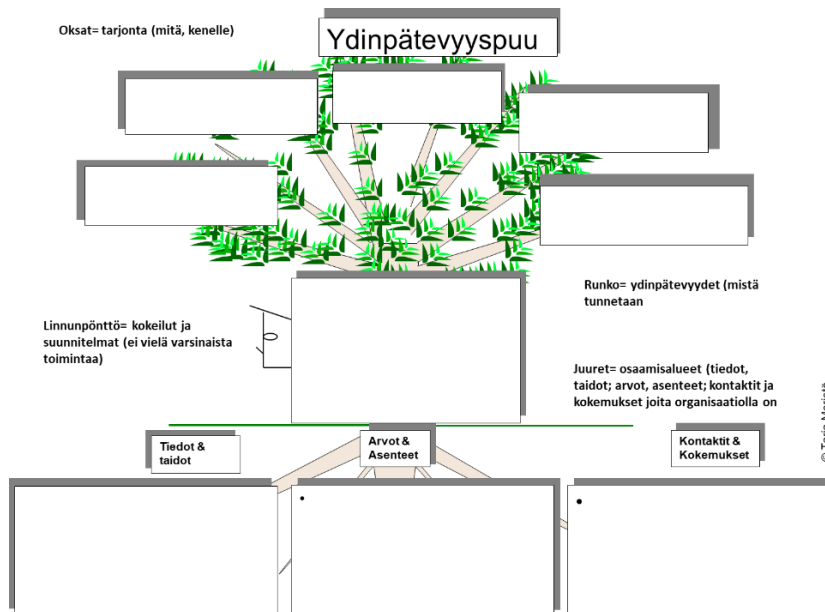 Oksat= tarjonta (mitä, kenelle)
Ydinpätevyyspuu
Runko= ydinpätevyydet (mistä
tunnetaan
Linnunpönttö= kokeilut ja
suunnitelmat (ei vielä varsinaista
toimintaa)
Juuret= osaamisalueet (tiedot,
taidot; arvot, asenteet; kontaktit ja
kokemukset joita organisaatiolla on
Tiedot &
taidot
Arvot &
Asenteet
Kontaktit &
Kokemukset
•
•